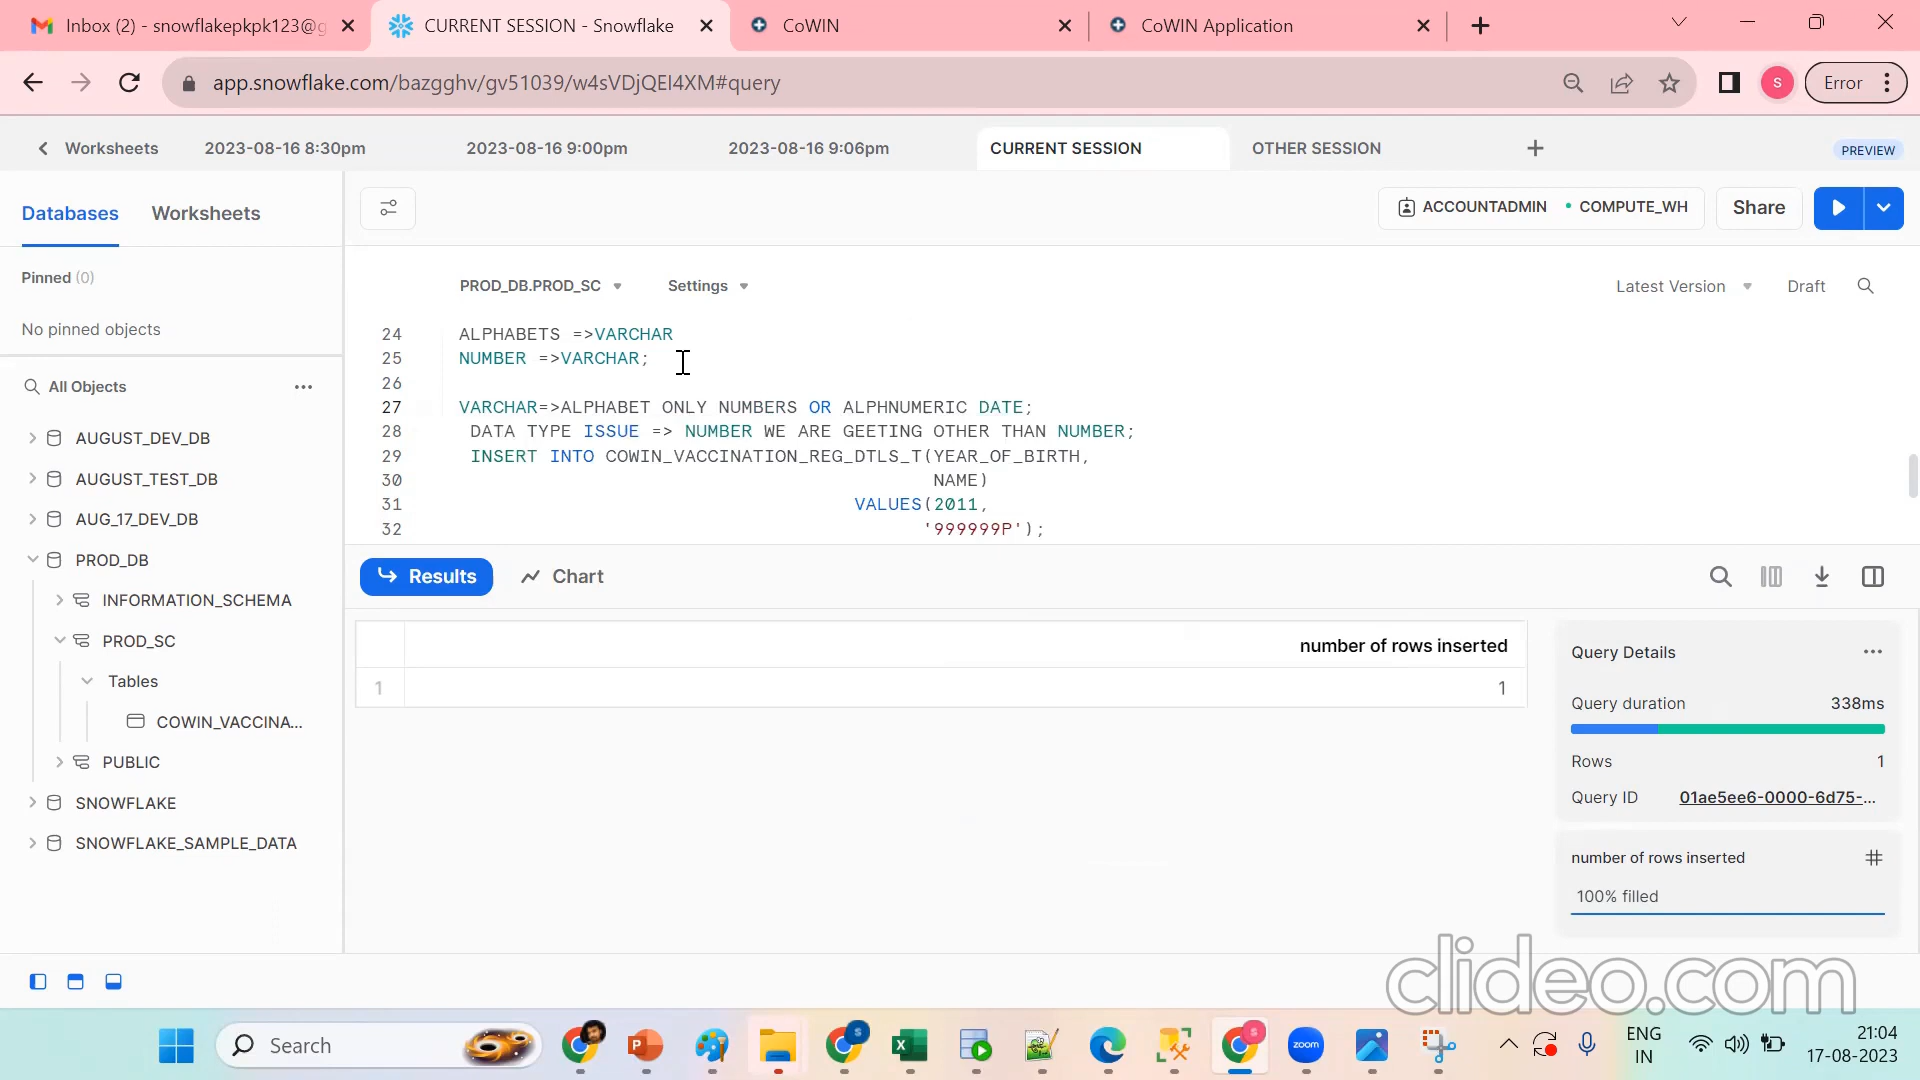 Inbox (2) - snowflakepkpk123@g
CURRENT SESSION - Snowflake
CoWIN
CoWIN Application
app.snowflake.com/bazgghv/gv51039/w4sVDjQEI4XM#query
S
Error
Worksheets
2023-08-16 8:30pm
2023-08-16 9:00pm
2023-08-16 9:06pm
CURRENT SESSION
OTHER SESSION
PREVIEW
Databases
Worksheets
ACCOUNTADMIN
COMPUTE_WH
Share
Pinned (0)
No pinned objects
PROD_DB.PROD_SC
Settings
Latest Version
Draft
24 ALPHABETS =>VARCHAR
25 NUMBER =>VARCHAR;
26
27 VARCHAR=>ALPHABET ONLY NUMBERS OR ALPHNUMERIC DATE;
28 DATA TYPE ISSUE => NUMBER WE ARE GEETING OTHER THAN NUMBER;
29 INSERT INTO COWIN_VACCINATION_REG_DTLS_T(YEAR_OF_BIRTH,
30 NAME)
31 VALUES(2011,
32 '999999P');
All Objects
AUGUST_DEV_DB
AUGUST_TEST_DB
AUG_17_DEV_DB
PROD_DB
INFORMATION_SCHEMA
PROD_SC
Tables
COWIN_VACCINA...
PUBLIC
SNOWFLAKE
SNOWFLAKE_SAMPLE_DATA
Results
Chart
number of rows inserted
1 1
Query Details
Query duration 338ms
Rows 1
Query ID 01ae5ee6-0000-6d75-...
number of rows inserted
100% filled
clideo.com
Search
P
S
zoom
ENG
IN
21:04
17-08-2023